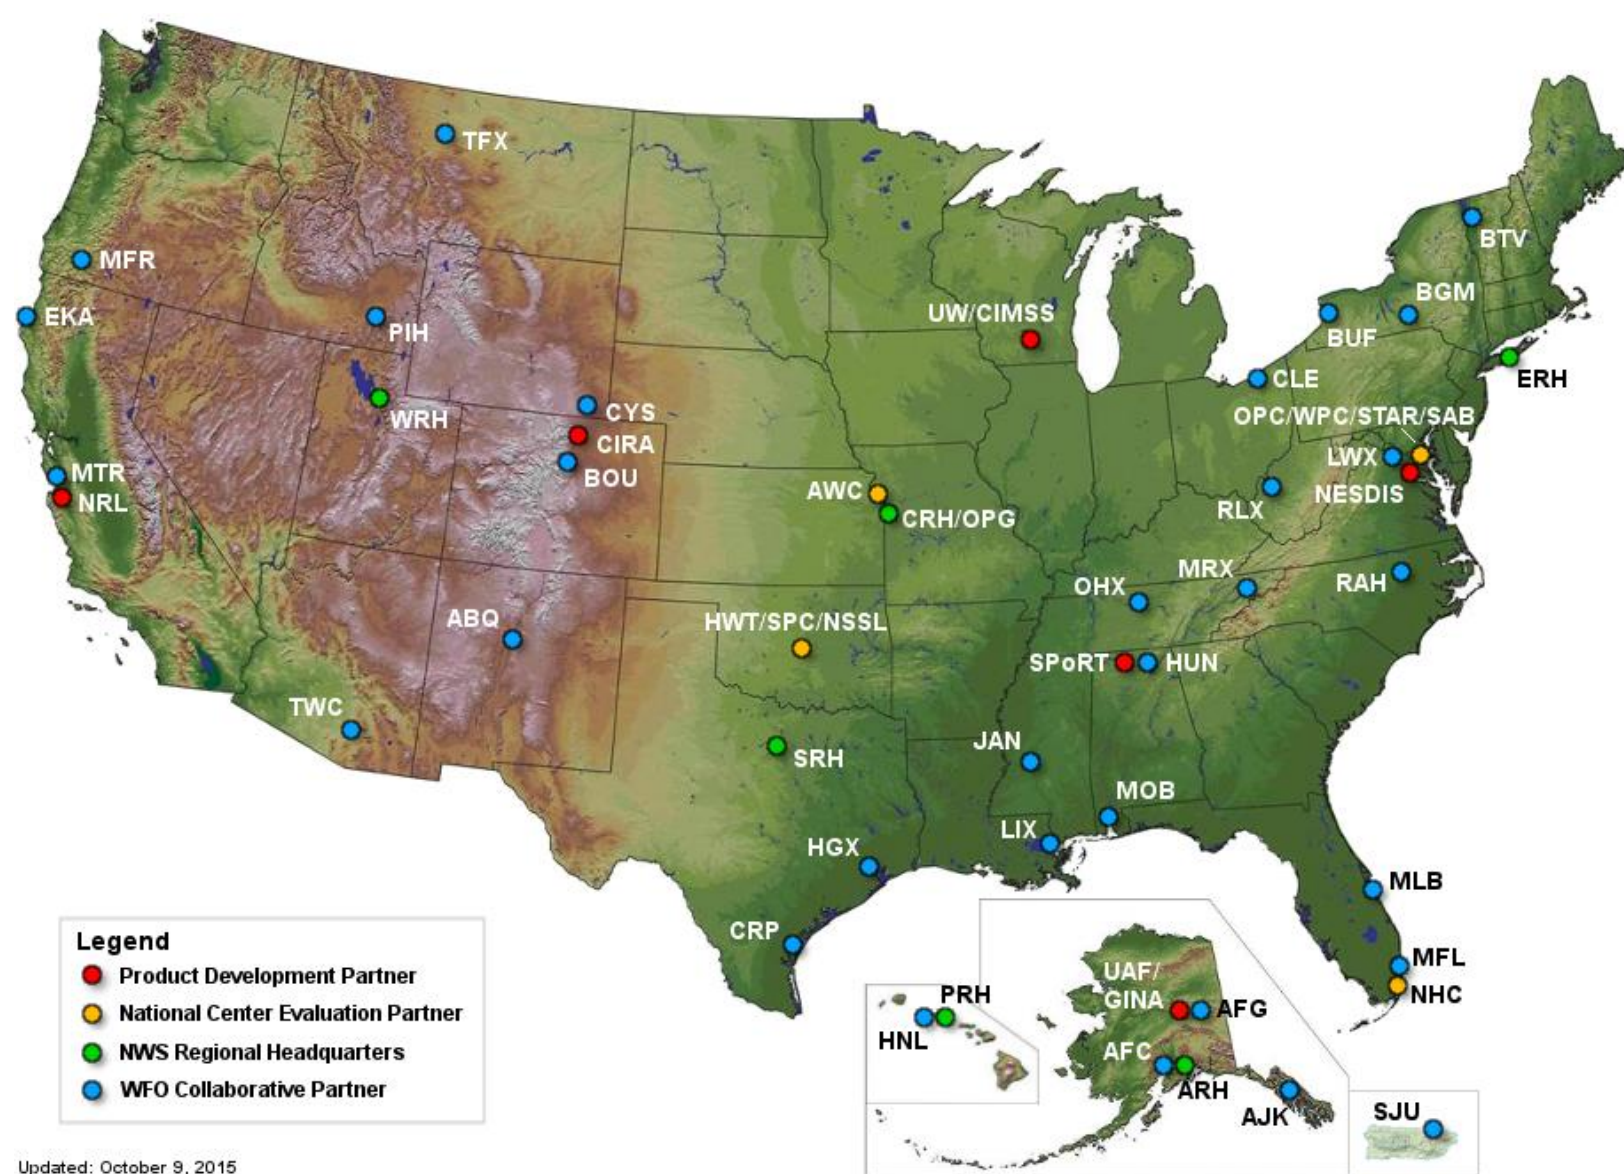 TFX
BTV
MFR
BGM
UW/CIMSS
EKA
PIH
BUF
ERH
CLE
WRH
CYS
OPC/WPC/STAR/SAB
CIRA
LWX
MTR
BOU
NRL
AWC
NESDIS
CRH/OPG
RLX
MRX
OHX
RAH
ABQ
HWT/SPC/NSSL
SPoRT
HUN
TWC
JAN
SRH
MOB
LIX
HGX
MLB
CRP
MFL
NHC
UAF/
GINA
PRH
AFG
HNL
AFC
ARH
AJK
SJU
Legend
Product Development Partner
National Center Evaluation Partner
NWS Regional Headquarters
WFO Collaborative Partner
Updated: October 9, 2015